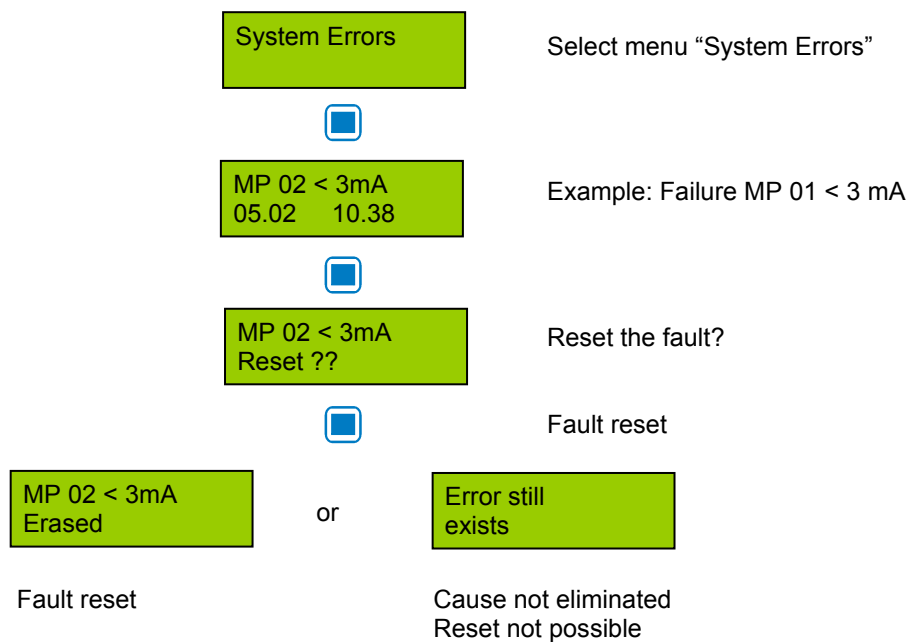 System Errors
Select menu “System Errors”
MP 02 < 3mA
05.02 10.38
Example: Failure MP 01 < 3 mA
MP 02 < 3mA
Reset ??
Reset the fault?
Fault reset
MP 02 < 3mA
Erased
or
Error still
exists
Fault reset
Cause not eliminated
Reset not possible